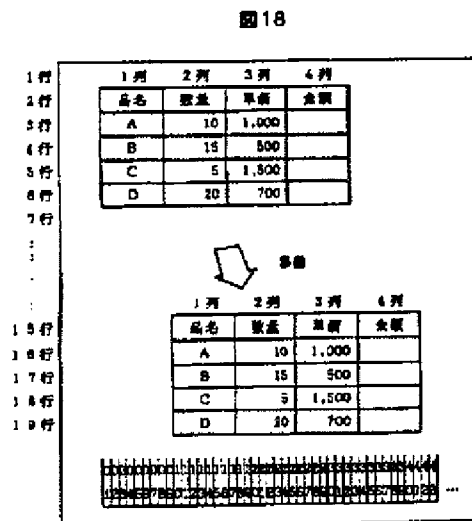 図18
1列 2列 3列 4列
1行
2行 品名 数量 単価 金額
3行 A 10 1,000
4行 B 15 500
5行 C 5 1,500
6行 D 20 700
7行
移動
1列 2列 3列 4列
15行 品名 数量 単価 金額
16行 A 10 1,000
17行 B 15 500
18行 C 5 1,500
19行 D 20 700